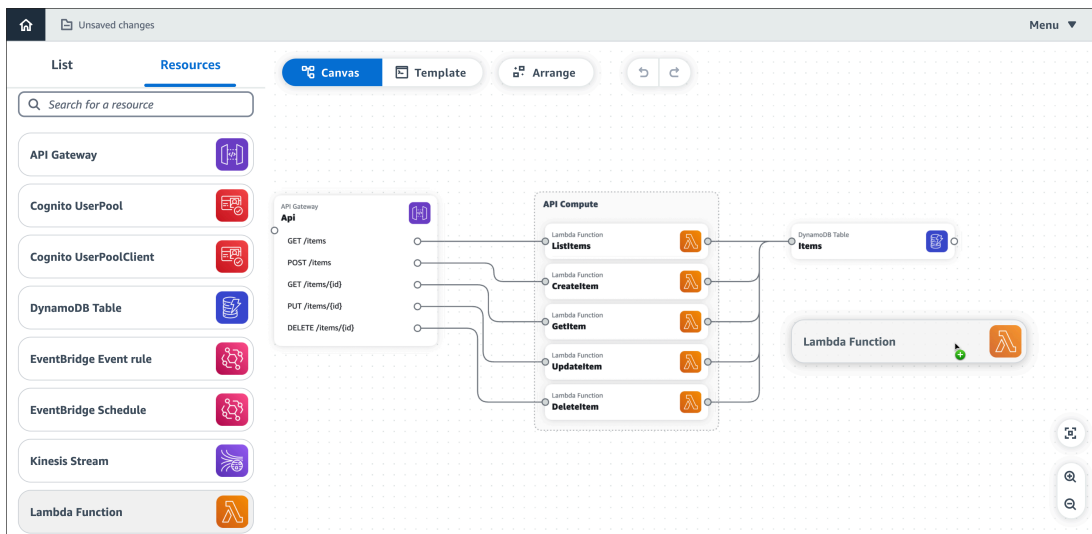 Unsaved changes
Menu
List
Resources
Canvas
Template
Arrange
Search for a resource
API Gateway
Cognito UserPool
Cognito UserPoolClient
DynamoDB Table
EventBridge Event rule
EventBridge Schedule
Kinesis Stream
Lambda Function
API Gateway
Api
GET /items
POST /items
GET /items/{id}
PUT /items/{id}
DELETE /items/{id}
API Compute
Lambda Function
ListItems
Lambda Function
CreateItem
Lambda Function
GetItem
Lambda Function
UpdateItem
Lambda Function
DeleteItem
DynamoDB Table
Items
Lambda Function